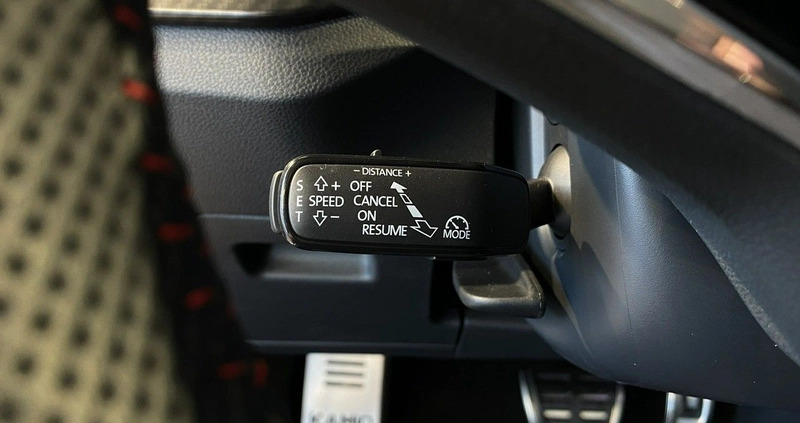 − DISTANCE +
S E T
+
OFF
SPEED CANCEL
− ON
RESUME
MODE